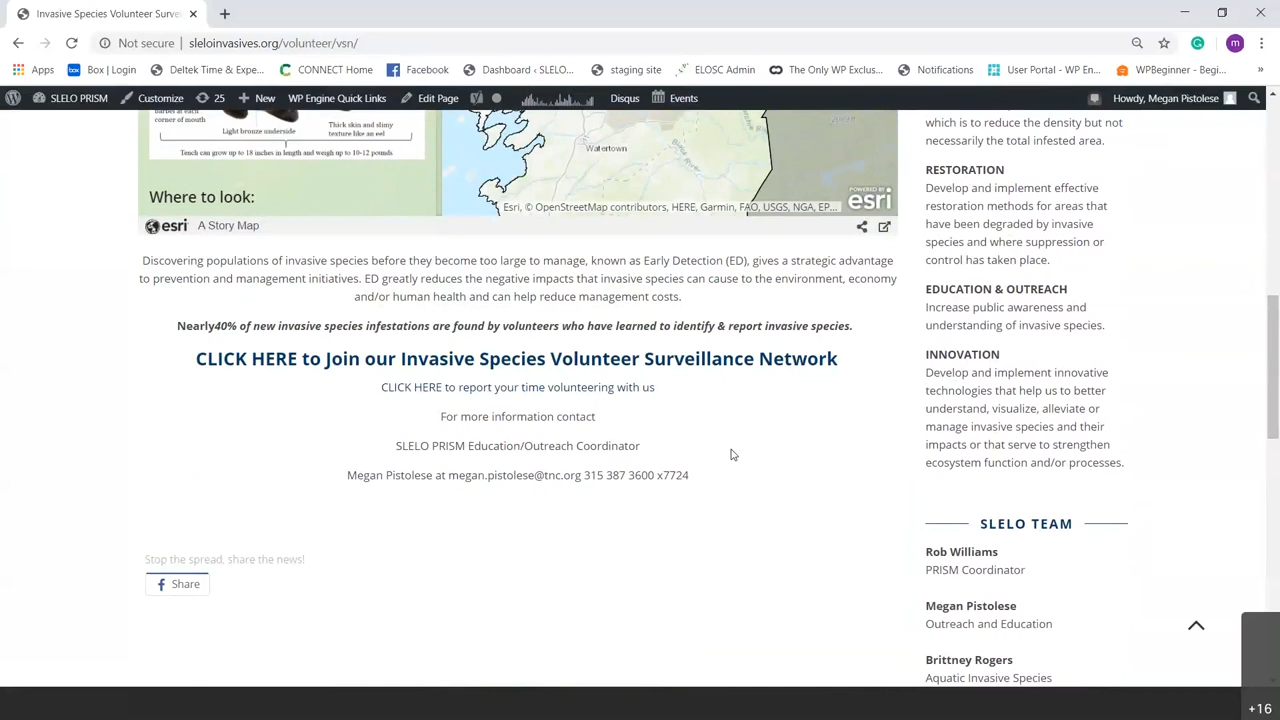 Invasive Species Volunteer Surve
Not secure | sleloinvasives.org/volunteer/vsn/
m
Apps box Box | Login Deltek Time & Expe... CONNECT Home Facebook Dashboard ‹ SLELO... staging site ELOSC Admin The Only WP Exclus... Notifications User Portal - WP En... WPBeginner - Begi... »
SLELO PRISM Customize 25 + New WP Engine Quick Links Edit Page Disqus Events Howdy, Megan Pistolese
corner of mouth
Light bronze underside
Thick skin and slimy
texture like an eel
Tench can grow up to 18 inches in length and weigh up to 10-12 pounds
Where to look:
Watertown
POWERED BY
esri
Esri, © OpenStreetMap contributors, HERE, Garmin, FAO, USGS, NGA, EP...
esri A Story Map
Discovering populations of invasive species before they become too large to manage, known as Early Detection (ED), gives a strategic advantage
to prevention and management initiatives. ED greatly reduces the negative impacts that invasive species can cause to the environment, economy
and/or human health and can help reduce management costs.
Nearly40% of new invasive species infestations are found by volunteers who have learned to identify & report invasive species.
CLICK HERE to Join our Invasive Species Volunteer Surveillance Network
CLICK HERE to report your time volunteering with us
For more information contact
SLELO PRISM Education/Outreach Coordinator
Megan Pistolese at megan.pistolese@tnc.org 315 387 3600 x7724
Stop the spread, share the news!
Share
which is to reduce the density but not
necessarily the total infested area.
RESTORATION
Develop and implement effective
restoration methods for areas that
have been degraded by invasive
species and where suppression or
control has taken place.
EDUCATION & OUTREACH
Increase public awareness and
understanding of invasive species.
INNOVATION
Develop and implement innovative
technologies that help us to better
understand, visualize, alleviate or
manage invasive species and their
impacts or that serve to strengthen
ecosystem function and/or processes.
SLELO TEAM
Rob Williams
PRISM Coordinator
Megan Pistolese
Outreach and Education
Brittney Rogers
Aquatic Invasive Species
+16